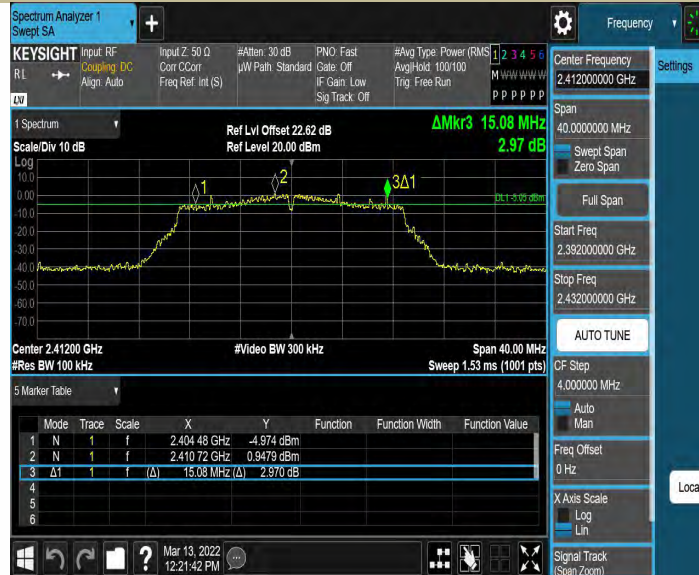 Spectrum Analyzer 1
Swept SA
Frequency
KEYSIGHT
RL
LXI
Input: RF
Coupling: DC
Align: Auto
Input Z: 50 Ω
Corr CCorr
Freq Ref: Int (S)
#Atten: 30 dB
µW Path: Standard
PNO: Fast
Gate: Off
IF Gain: Low
Sig Track: Off
#Avg Type: Power (RMS
Avg|Hold: 100/100
Trig: Free Run
1 2 3 4 5 6
M W W W W W
P P P P P P
1 Spectrum
Scale/Div 10 dB
Log
Ref Lvl Offset 22.62 dB
Ref Level 20.00 dBm
ΔMkr3 15.08 MHz
2.97 dB
10.0
0.00
-10.0
-20.0
-30.0
-40.0
-50.0
-60.0
-70.0
1
2
3Δ1
DL1 -5.05 dBm
Center 2.41200 GHz
#Res BW 100 kHz
#Video BW 300 kHz
Span 40.00 MHz
Sweep 1.53 ms (1001 pts)
5 Marker Table
Mode Trace Scale X Y Function Function Width Function Value
1 N 1 f 2.404 48 GHz -4.974 dBm
2 N 1 f 2.410 72 GHz 0.9479 dBm
3 Δ1 1 f (Δ) 15.08 MHz (Δ) 2.970 dB
4
5
6
?
Mar 13, 2022
12:21:42 PM
Center Frequency
2.412000000 GHz
Span
40.0000000 MHz
Swept Span
Zero Span
Full Span
Start Freq
2.392000000 GHz
Stop Freq
2.432000000 GHz
AUTO TUNE
CF Step
4.000000 MHz
Auto
Man
Freq Offset
0 Hz
X Axis Scale
Log
Lin
Signal Track
(Span Zoom)
Settings
Loca